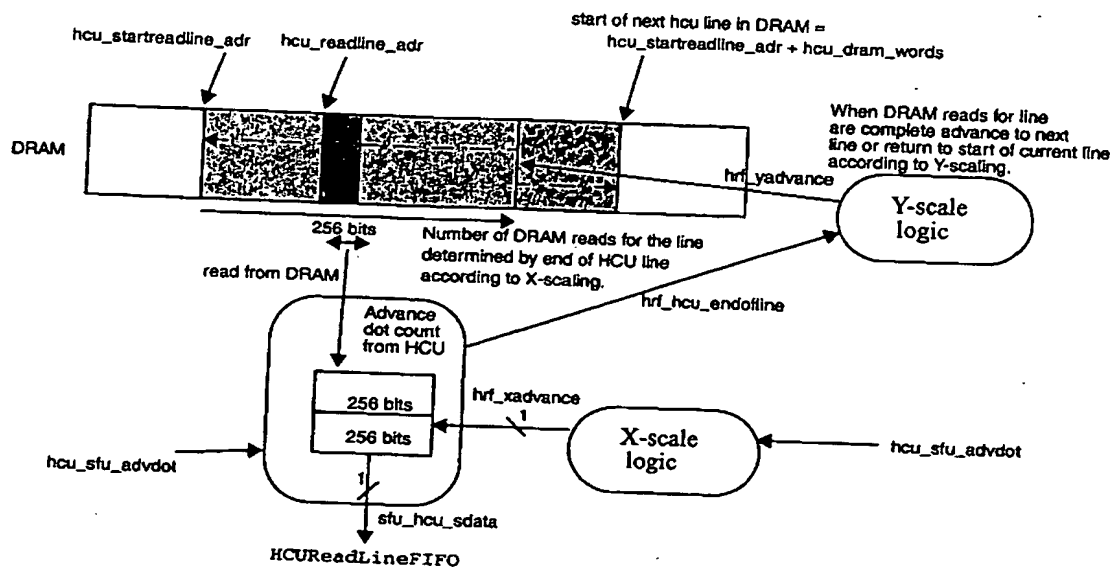 start of next hcu line in DRAM =
hcu_startreadline_adr + hcu_dram_words
hcu_startreadline_adr
hcu_readline_adr
When DRAM reads for line
are complete advance to next
line or return to start of current line
according to Y-scaling.
DRAM
hrf_yadvance
Y-scale
logic
256 bits
Number of DRAM reads for the line
determined by end of HCU line
according to X-scaling.
read from DRAM
hrf_hcu_endofline
Advance
dot count
from HCU
256 bits
256 bits
hrf_xadvance
1
X-scale
logic
hcu_sfu_advdot
hcu_sfu_advdot
1
sfu_hcu_sdata
HCUReadLineFIFO